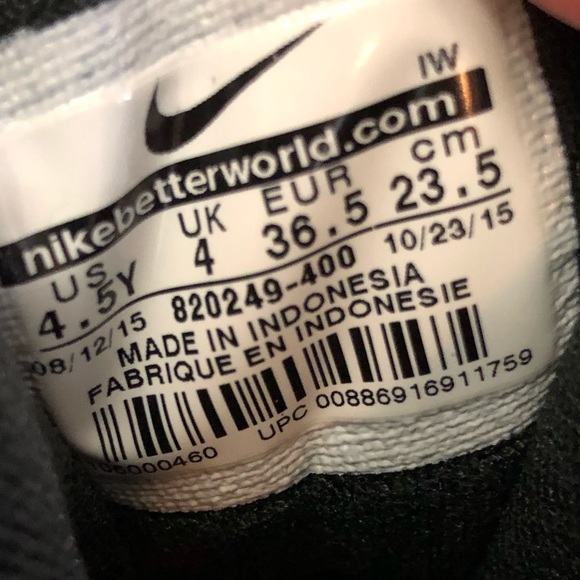 IW
nikebetterworld.com
US UK EUR cm
4.5Y 4 36.5 23.5
08/12/15 820249-400 10/23/15
MADE IN INDONESIA
FABRIQUE EN INDONESIE
UPC 00886916911759